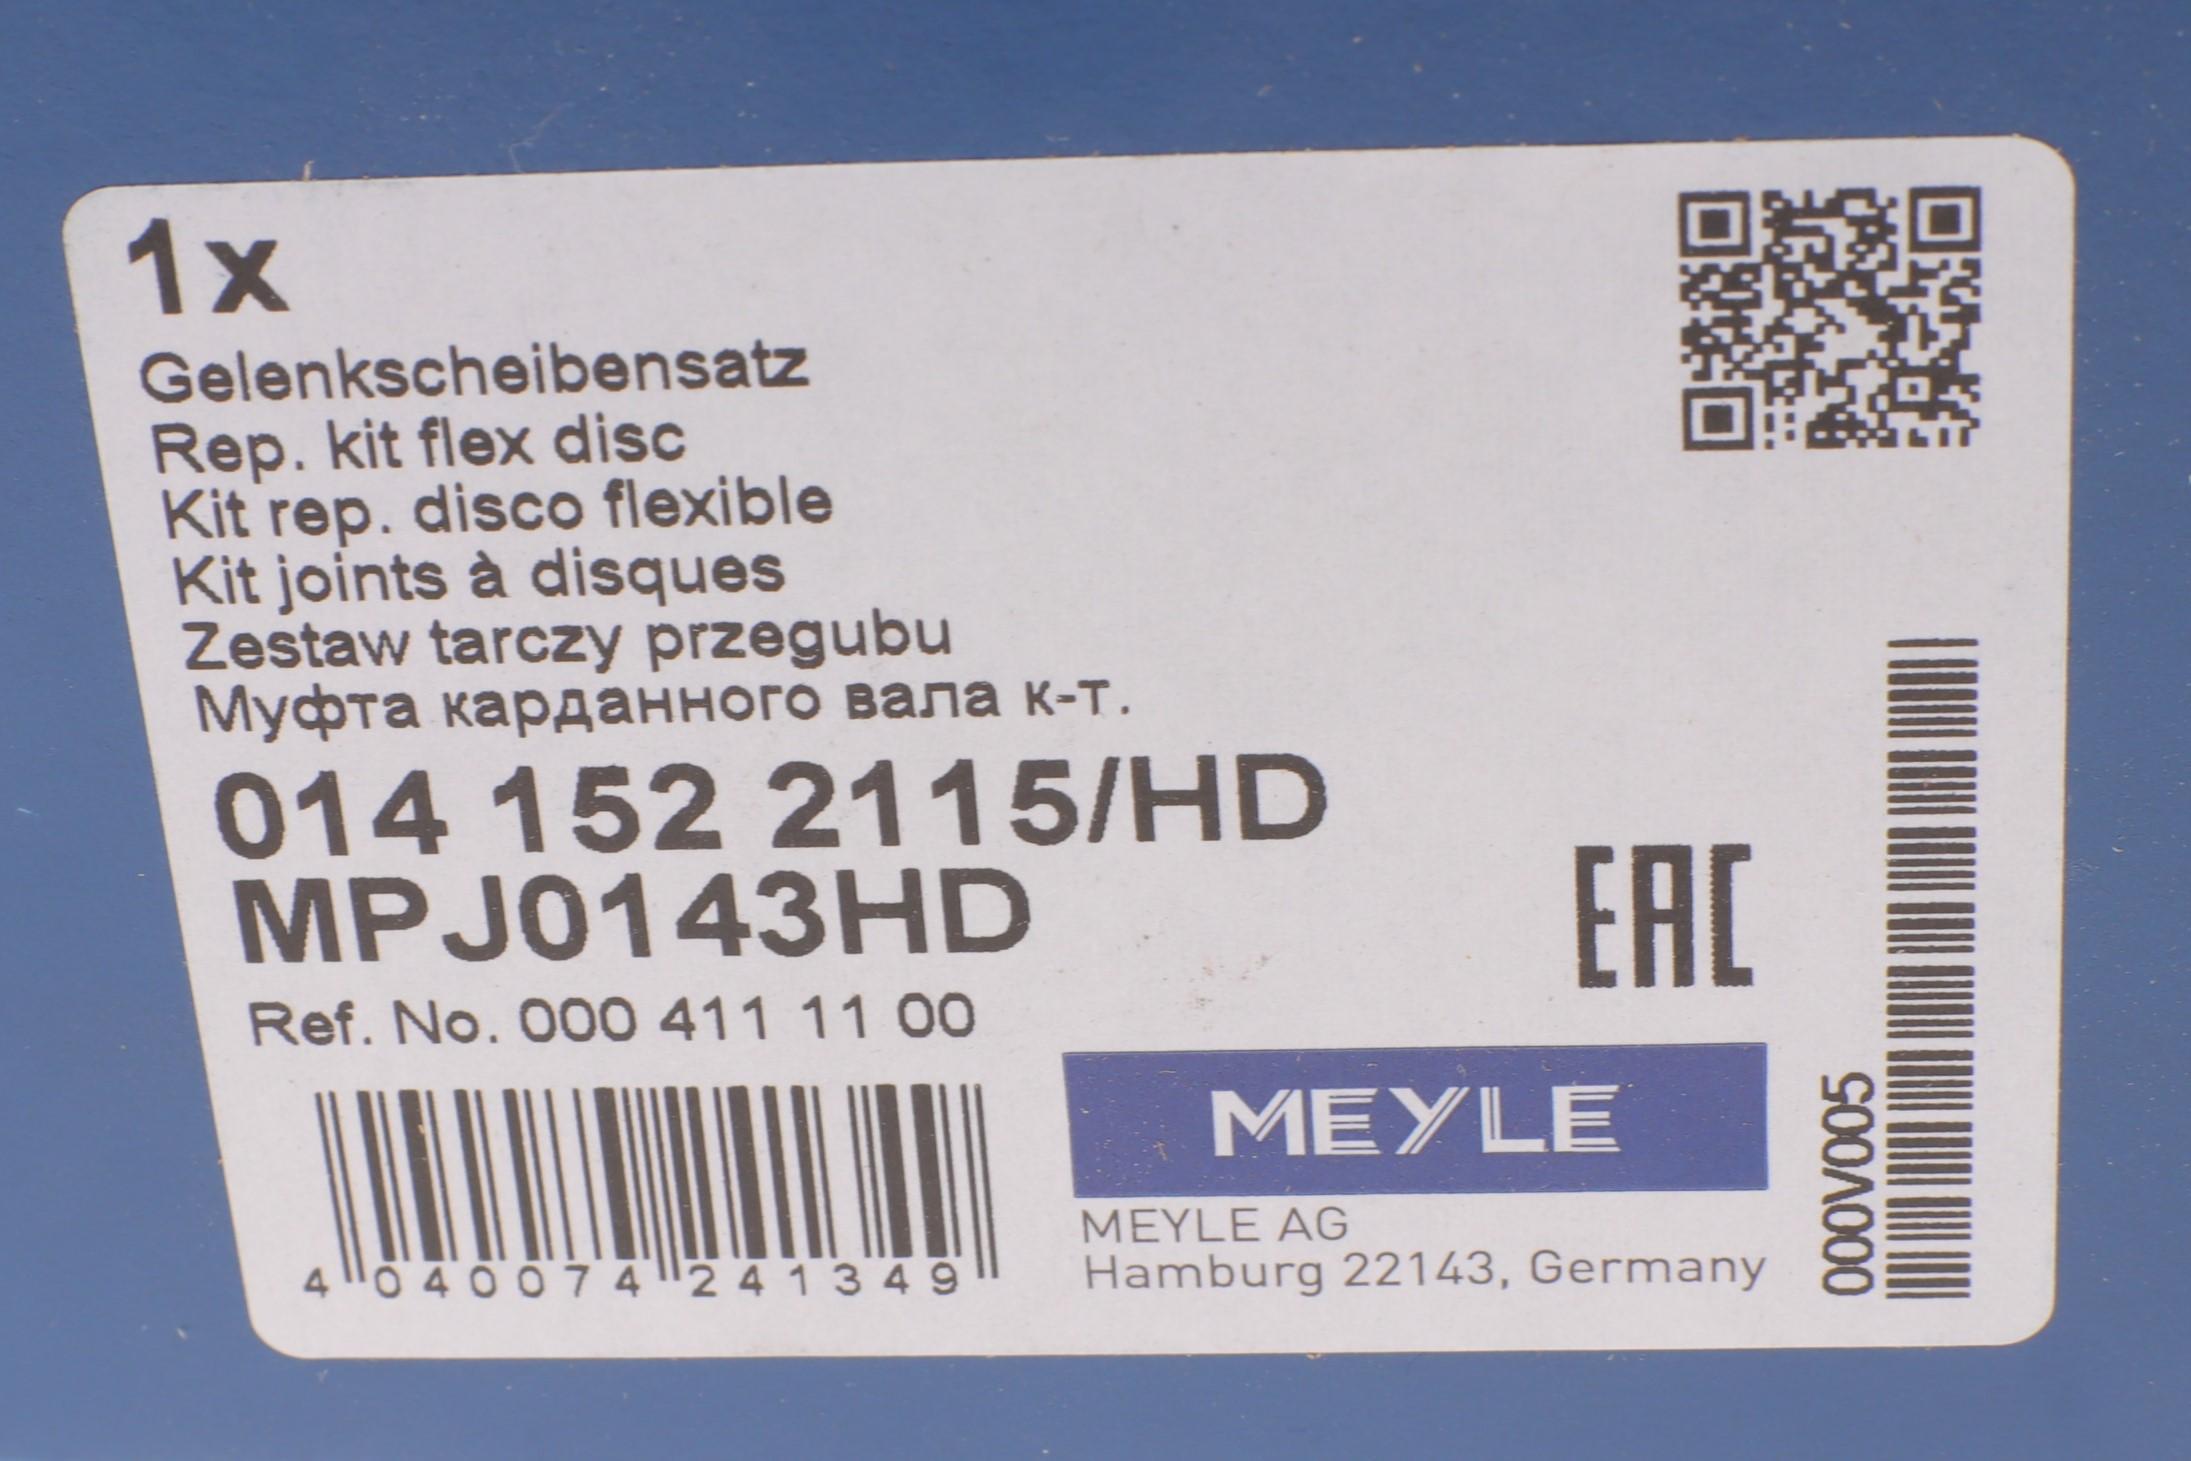 1x
Gelenkscheibensatz
Rep. kit flex disc
Kit rep. disco flexible
Kit joints à disques
Zestaw tarczy przegubu
Муфта карданного вала к-т.
014 152 2115/HD
MPJ0143HD
Ref. No. 000 411 11 00
4 040074 241349
EAC
MEYLE
MEYLE AG
Hamburg 22143, Germany
000V005